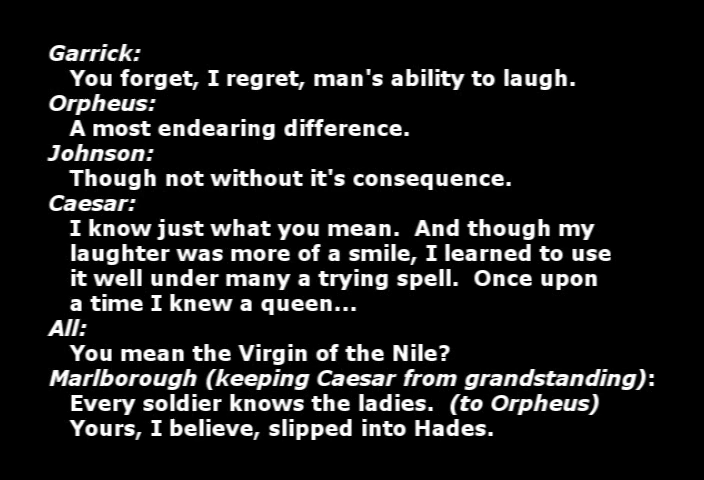 Garrick:
You forget, I regret, man's ability to laugh.
Orpheus:
A most endearing difference.
Johnson:
Though not without it's consequence.
Caesar:
I know just what you mean.  And though my
laughter was more of a smile, I learned to use
it well under many a trying spell.  Once upon
a time I knew a queen...
All:
You mean the Virgin of the Nile?
Marlborough (keeping Caesar from grandstanding):
Every soldier knows the ladies.  (to Orpheus)
Yours, I believe, slipped into Hades.